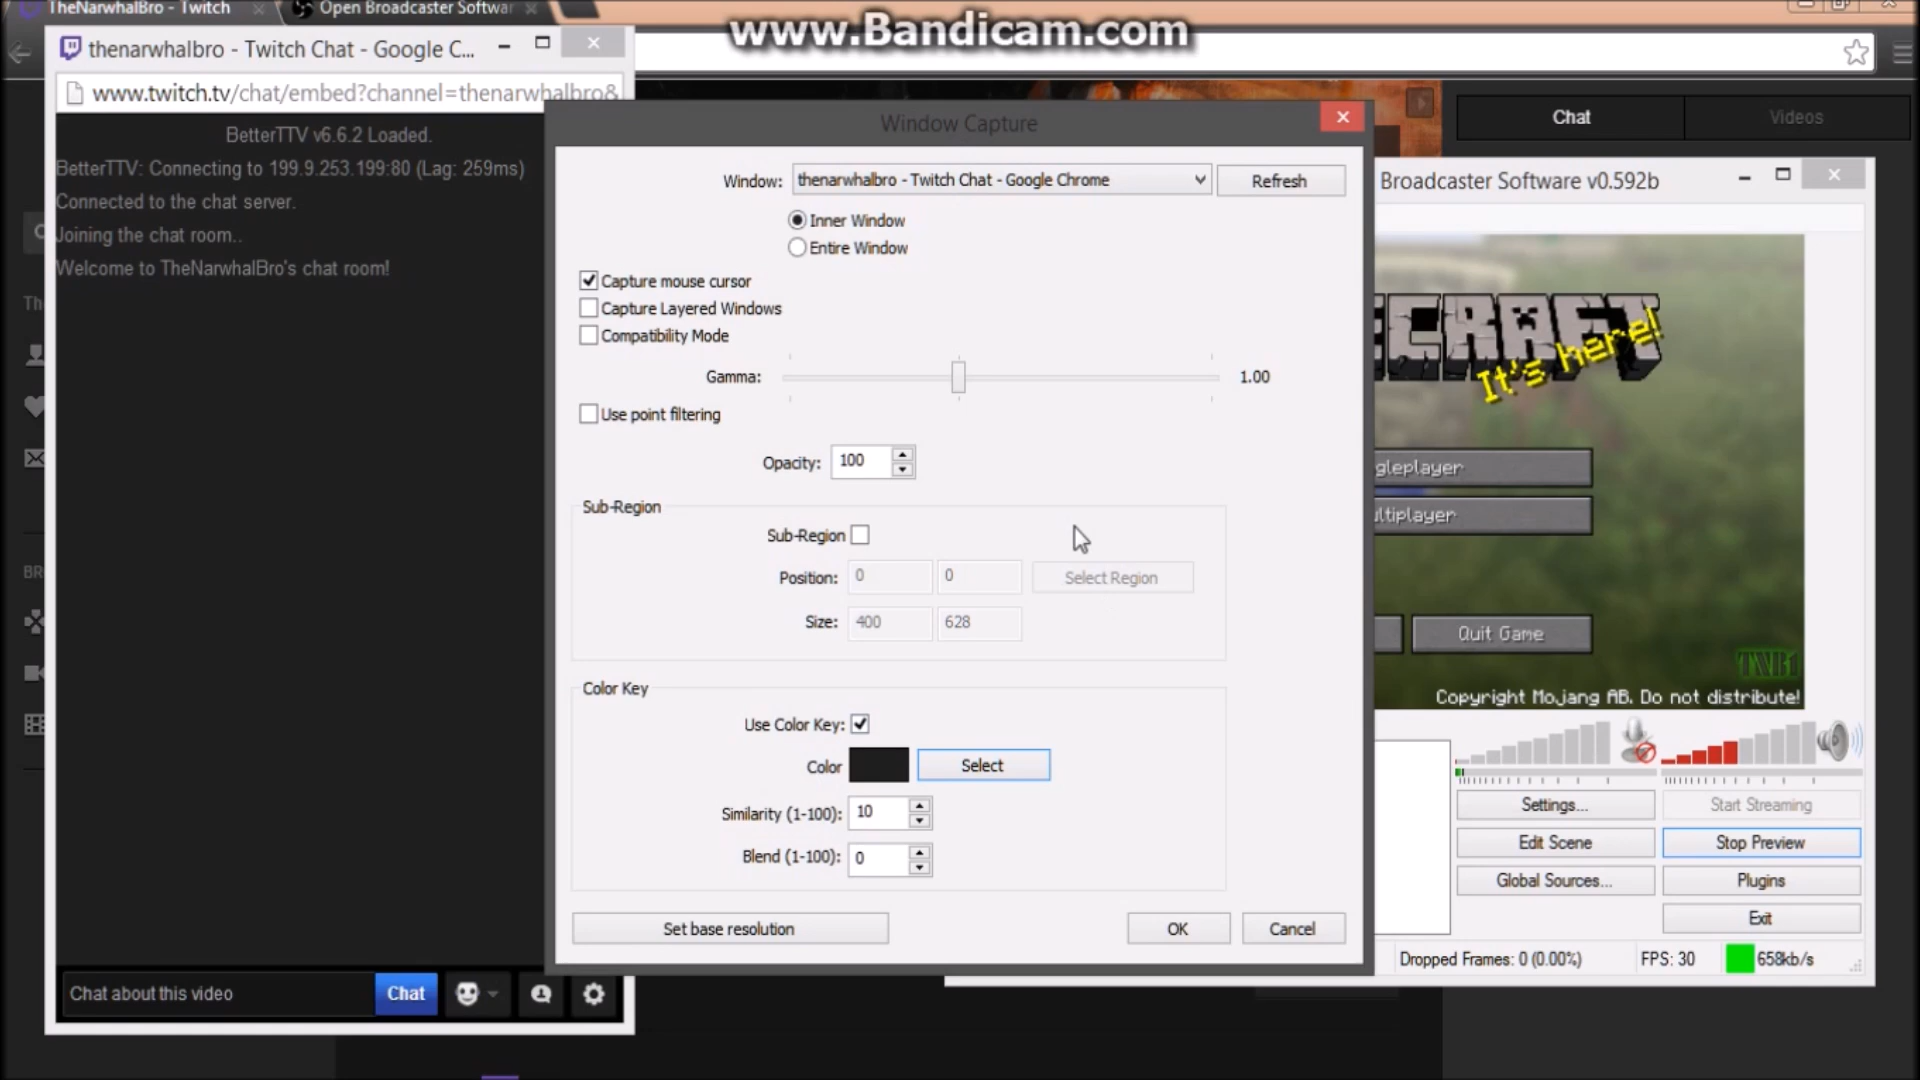 TheNarwhalBro - Twitch
Open Broadcaster Softwar
www.Bandicam.com
thenarwhalbro - Twitch Chat - Google C...
www.twitch.tv/chat/embed?channel=thenarwhalbro&
BetterTTV v6.6.2 Loaded.
BetterTTV: Connecting to 199.9.253.199:80 (Lag: 259ms)
Connected to the chat server.
Joining the chat room..
Welcome to TheNarwhalBro's chat room!
Th
BR
Chat about this video
Chat
Window Capture
Window:
thenarwhalbro - Twitch Chat - Google Chrome
Refresh
Inner Window
Entire Window
Capture mouse cursor
Capture Layered Windows
Compatibility Mode
Gamma:
1.00
Use point filtering
Opacity:
100
Sub-Region
Sub-Region
Position:
0
0
Select Region
Size:
400
628
Color Key
Use Color Key:
Color
Select
Similarity (1-100):
10
Blend (1-100):
0
Set base resolution
OK
Cancel
Chat
Videos
Broadcaster Software v0.592b
ECRAFT
It's here!
gleplayer
ltiplayer
Quit Game
TNB1
Copyright Mojang AB. Do not distribute!
Settings...
Start Streaming
Edit Scene
Stop Preview
Global Sources...
Plugins
Exit
Dropped Frames: 0 (0.00%)
FPS: 30
658kb/s